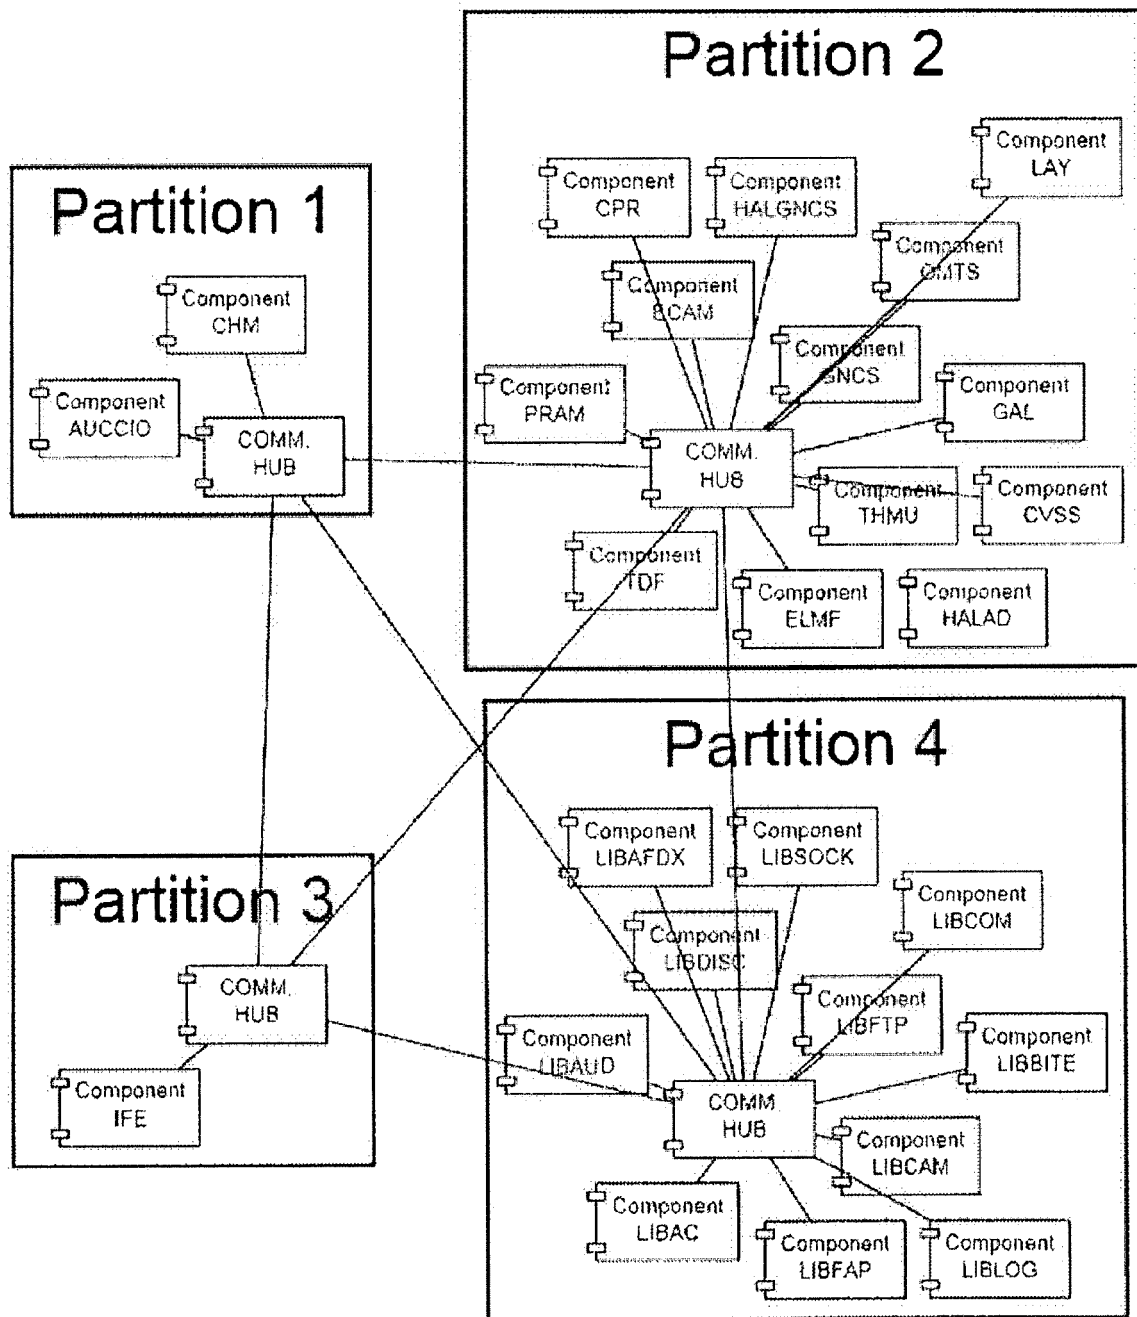 Partition 1
Component
CHM
Component
AUCCIO
COMM.
HUB
Partition 2
Component
LAY
Component
CPR
Component
HALGNCS
Component
OMTS
Component
Component
GNCS
Component
PRAM
Component
GAL
COMM.
HUB
Component
THMU
Component
CVSS
Component
TDF
Component
ELMF
Component
HALAD
Partition 3
COMM.
HUB
Component
IFE
Partition 4
Component
LIBAFDX
Component
LIBSOCK
Component
LIBCOM
Component
LIBDISC
Component
LIBFTP
Component
LIBAUD
Component
LIBBITE
COMM.
HUB
Component
LIBCAM
Component
LIBAC
Component
LIBFAP
Component
LIBLOG